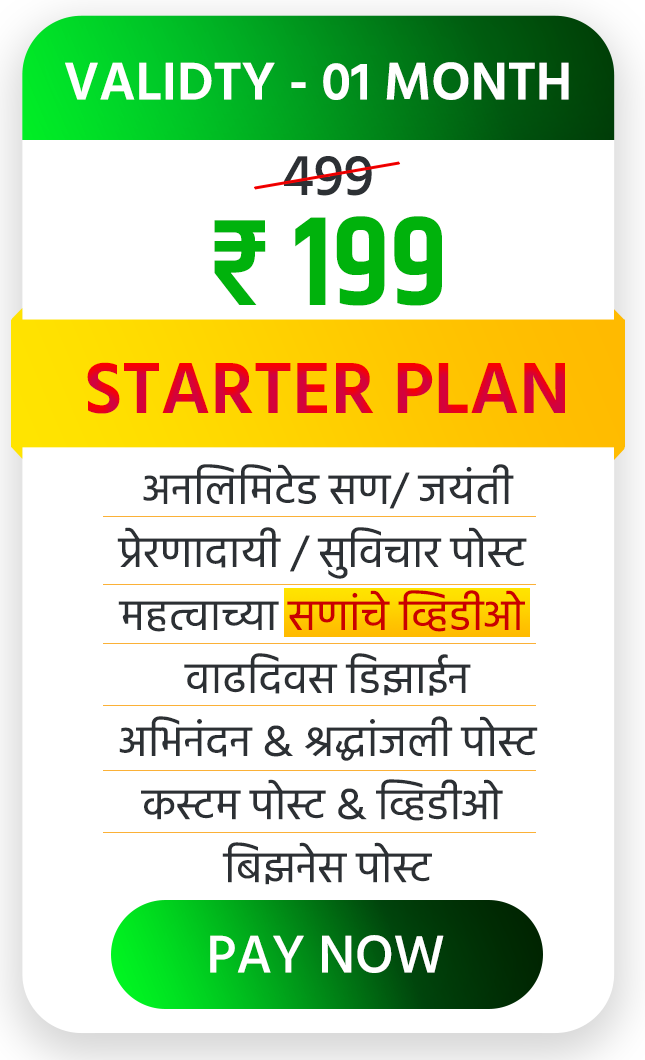 VALIDTY - 01 MONTH
499
₹ 199
STARTER PLAN
अनलिमिटेड सण/ जयंती
प्रेरणादायी / सुविचार पोस्ट
महत्वाच्या सणांचे व्हिडीओ
वाढदिवस डिझाईन
अभिनंदन & श्रद्धांजली पोस्ट
कस्टम पोस्ट & व्हिडीओ
बिझनेस पोस्ट
PAY NOW